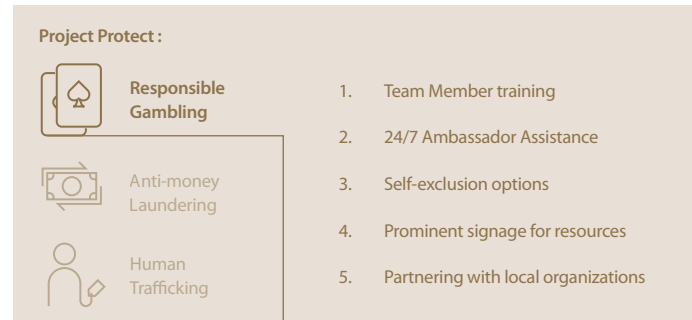 Project Protect :
Responsible
Gambling
Anti-money
Laundering
Human
Trafficking
1. Team Member training
2. 24/7 Ambassador Assistance
3. Self-exclusion options
4. Prominent signage for resources
5. Partnering with local organizations